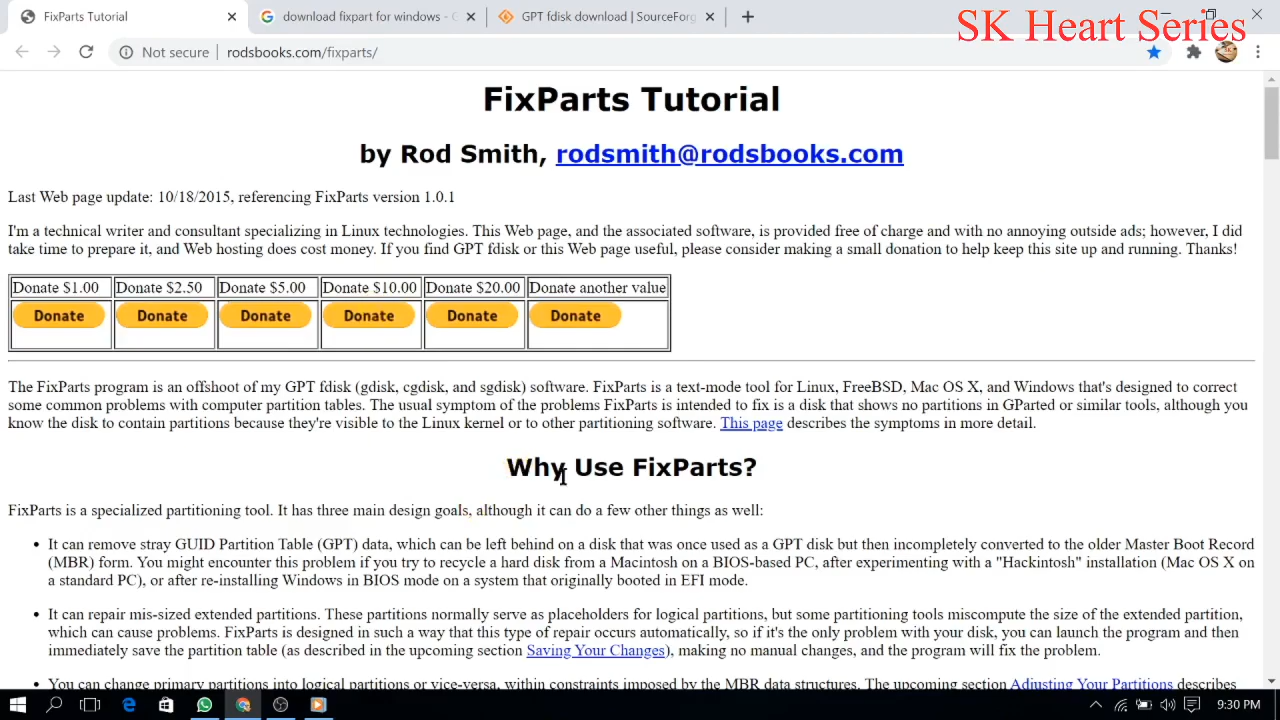 FixParts Tutorial
download fixpart for windows - G
GPT fdisk download | SourceForg
SK Heart Series
Not secure
rodsbooks.com/fixparts/
FixParts Tutorial
by Rod Smith, rodsmith@rodsbooks.com
Last Web page update: 10/18/2015, referencing FixParts version 1.0.1
I'm a technical writer and consultant specializing in Linux technologies. This Web page, and the associated software, is provided free of charge and with no annoying outside ads; however, I did
take time to prepare it, and Web hosting does cost money. If you find GPT fdisk or this Web page useful, please consider making a small donation to help keep this site up and running. Thanks!
Donate $1.00 Donate $2.50 Donate $5.00 Donate $10.00 Donate $20.00 Donate another value
Donate Donate Donate Donate Donate Donate
The FixParts program is an offshoot of my GPT fdisk (gdisk, cgdisk, and sgdisk) software. FixParts is a text-mode tool for Linux, FreeBSD, Mac OS X, and Windows that's designed to correct
some common problems with computer partition tables. The usual symptom of the problems FixParts is intended to fix is a disk that shows no partitions in GParted or similar tools, although you
know the disk to contain partitions because they're visible to the Linux kernel or to other partitioning software. This page describes the symptoms in more detail.
Why Use FixParts?
FixParts is a specialized partitioning tool. It has three main design goals, although it can do a few other things as well:
• It can remove stray GUID Partition Table (GPT) data, which can be left behind on a disk that was once used as a GPT disk but then incompletely converted to the older Master Boot Record
(MBR) form. You might encounter this problem if you try to recycle a hard disk from a Macintosh on a BIOS-based PC, after experimenting with a "Hackintosh" installation (Mac OS X on
a standard PC), or after re-installing Windows in BIOS mode on a system that originally booted in EFI mode.
• It can repair mis-sized extended partitions. These partitions normally serve as placeholders for logical partitions, but some partitioning tools miscompute the size of the extended partition,
which can cause problems. FixParts is designed in such a way that this type of repair occurs automatically, so if it's the only problem with your disk, you can launch the program and then
immediately save the partition table (as described in the upcoming section Saving Your Changes), making no manual changes, and the program will fix the problem.
• You can change primary partitions into logical partitions or vice-versa, within constraints imposed by the MBR data structures. The upcoming section Adjusting Your Partitions describes
9:30 PM